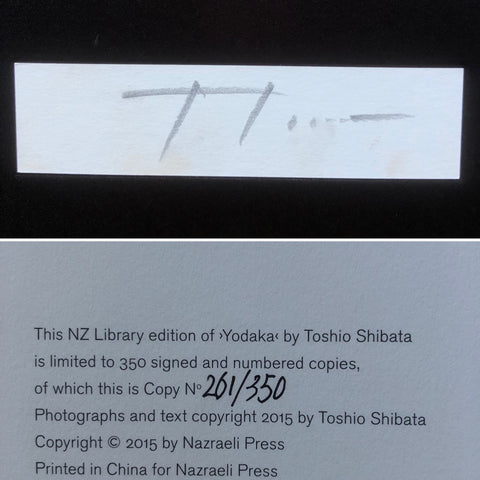 This NZ Library edition of ›Yodaka‹ by Toshio Shibata
is limited to 350 signed and numbered copies,
of which this is Copy Nº 261/350
Photographs and text copyright 2015 by Toshio Shibata
Copyright © 2015 by Nazraeli Press
Printed in China for Nazraeli Press